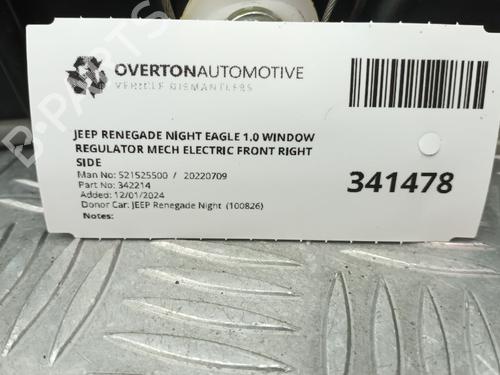 OVERTONAUTOMOTIVE
VEHICLE DISMANTLERS
JEEP RENEGADE NIGHT EAGLE 1.0 WINDOW
REGULATOR MECH ELECTRIC FRONT RIGHT
SIDE
Man No: 521525500 / 20220709
Part No: 342214
Added: 12/01/2024
Donor Car: JEEP Renegade Night (100826)
Notes:
341478
B-PARTS